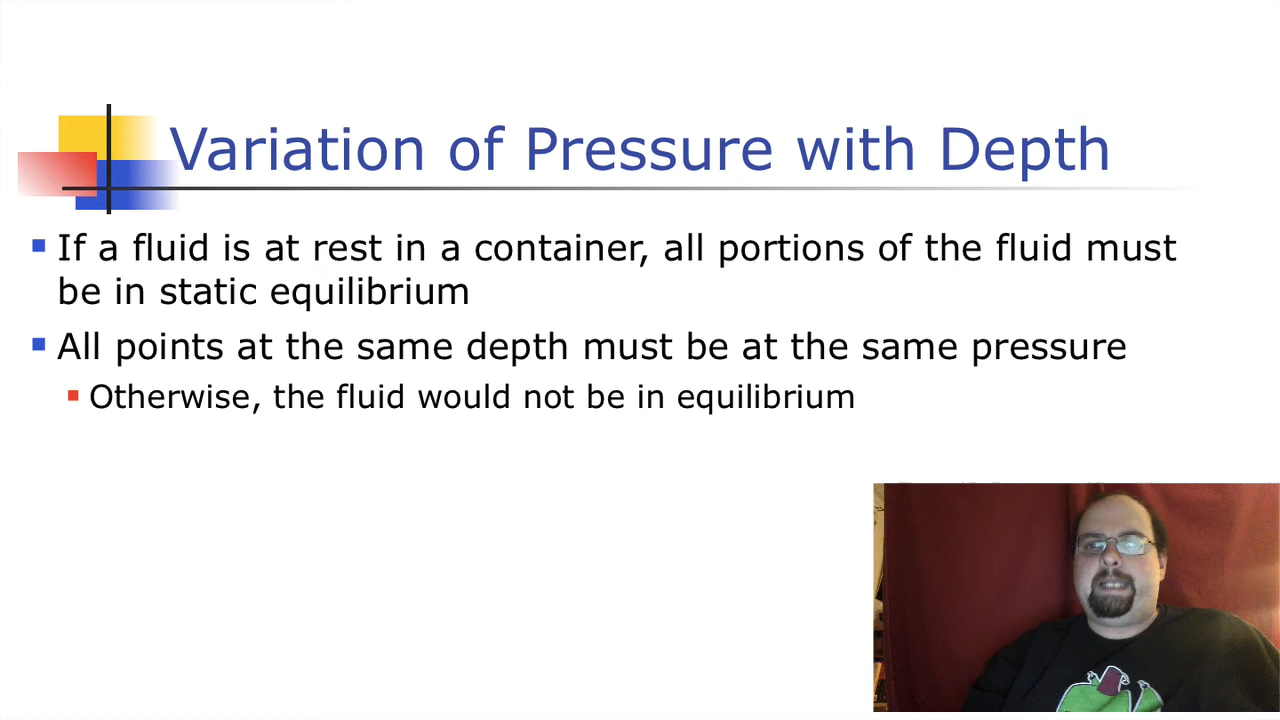 Variation of Pressure with Depth
If a fluid is at rest in a container, all portions of the fluid must
be in static equilibrium
All points at the same depth must be at the same pressure
Otherwise, the fluid would not be in equilibrium